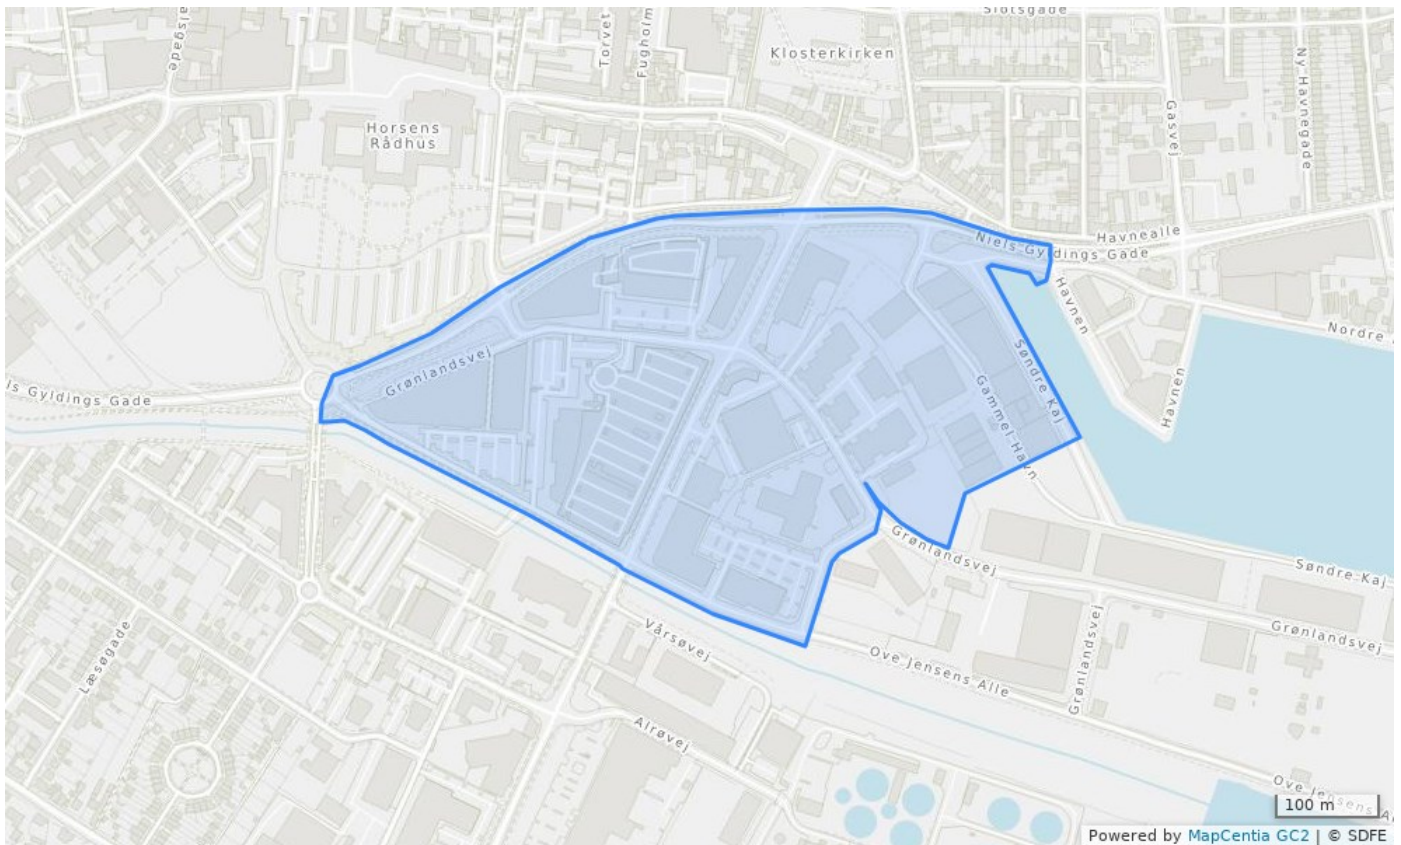 Slotsgade
Torvet
Fugholm
Klosterkirken
Ny Havnegade
Gasvej
Horsens
Rådhus
Havnealle
Niels Gyldings Gade
Havnen
Nordre
Grønlandsvej
Søndre Kaj
Gammel Havn
Havnen
ls Gyldings Gade
Grønlandsvej
Søndre Kaj
Grønlandsvej
Grønlandsvej
Læsøgade
Vårsøvej
Ove Jensens Alle
Alrøvej
Ove Jensens A
100 m
Powered by MapCentia GC2 | © SDFE